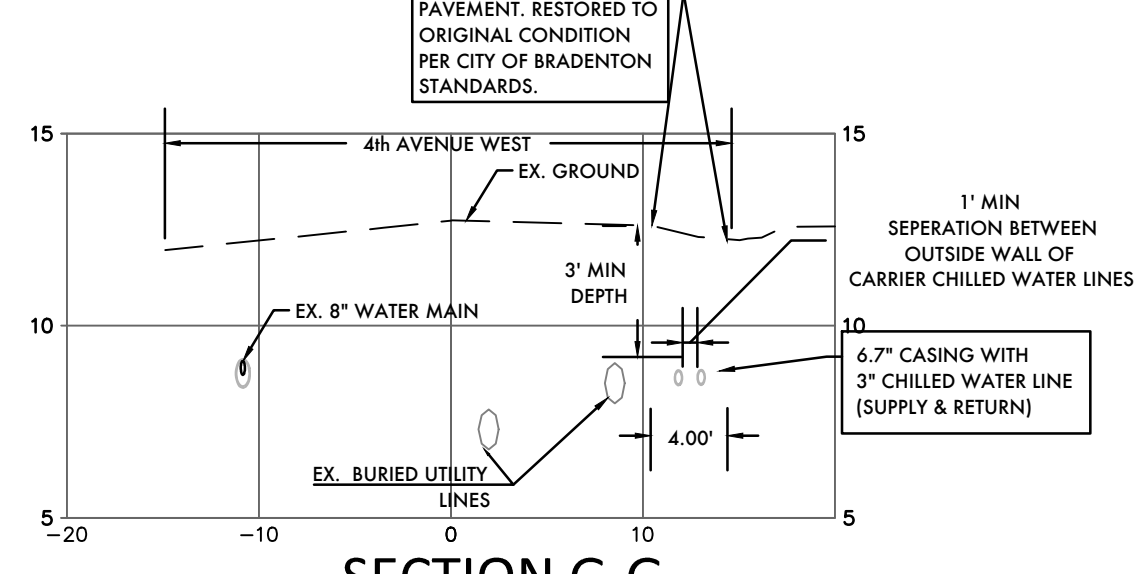 PAVEMENT. RESTORED TO
ORIGINAL CONDITION
PER CITY OF BRADENTON
STANDARDS.
15
15
4th AVENUE WEST
EX. GROUND
1' MIN
SEPERATION BETWEEN
OUTSIDE WALL OF
CARRIER CHILLED WATER LINES
3' MIN
DEPTH
EX. 8" WATER MAIN
10
10
6.7" CASING WITH
3" CHILLED WATER LINE
(SUPPLY & RETURN)
4.00'
EX. BURIED UTILITY
LINES
5
5
-20
-10
0
10